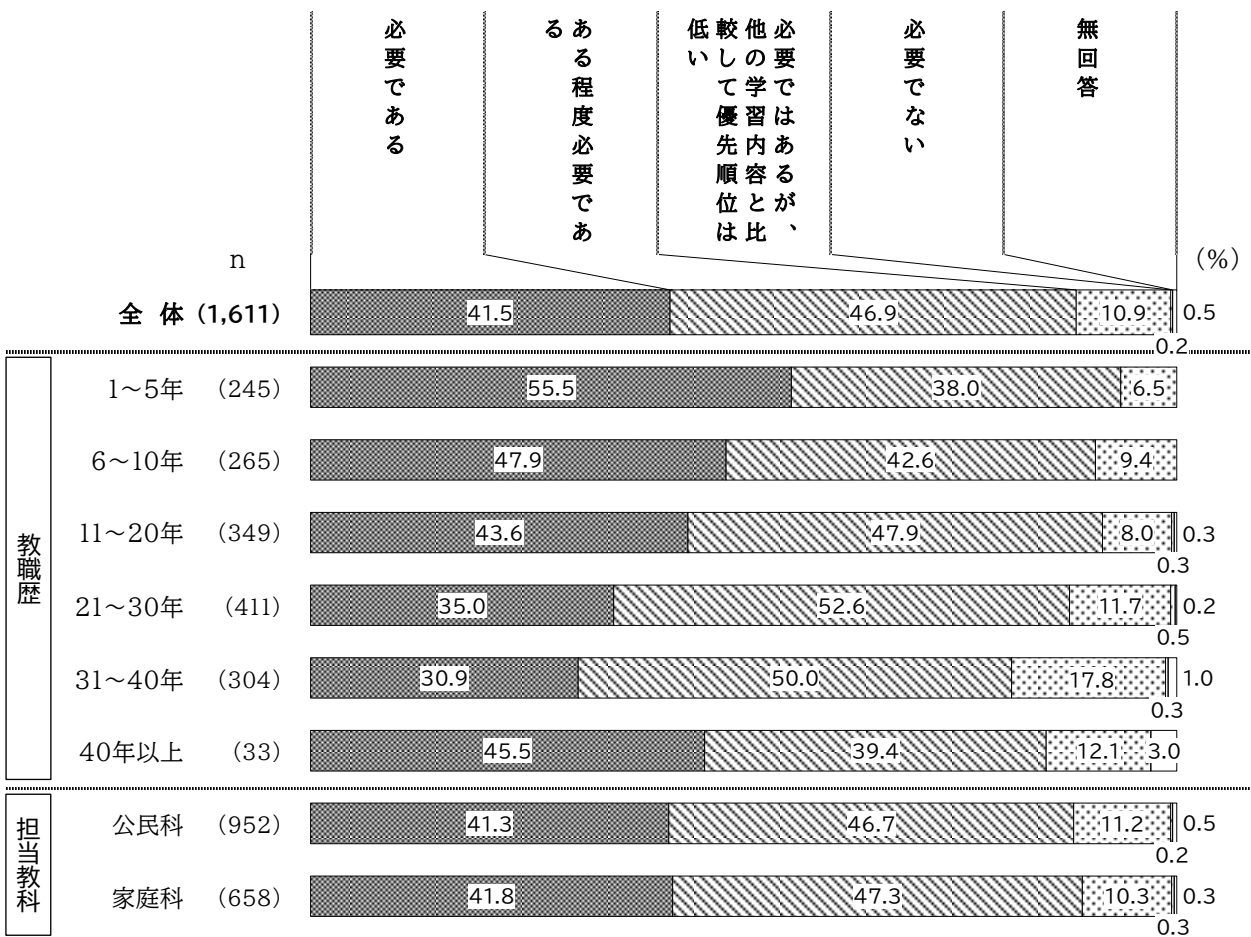 必要である
ある程度必要であ
る
必要ではあるが、
他の学習内容と比
較して優先順位は
低い
必要でない
無回答
n
(%)
全 体 (1,611) 41.5 46.9 10.9 0.5
0.2
教職歴
1～5年 (245) 55.5 38.0 6.5
6～10年 (265) 47.9 42.6 9.4
11～20年 (349) 43.6 47.9 8.0 0.3
0.3
21～30年 (411) 35.0 52.6 11.7 0.2
0.5
31～40年 (304) 30.9 50.0 17.8 1.0
0.3
40年以上 (33) 45.5 39.4 12.1 3.0
担当教科
公民科 (952) 41.3 46.7 11.2 0.5
0.2
家庭科 (658) 41.8 47.3 10.3 0.3
0.3